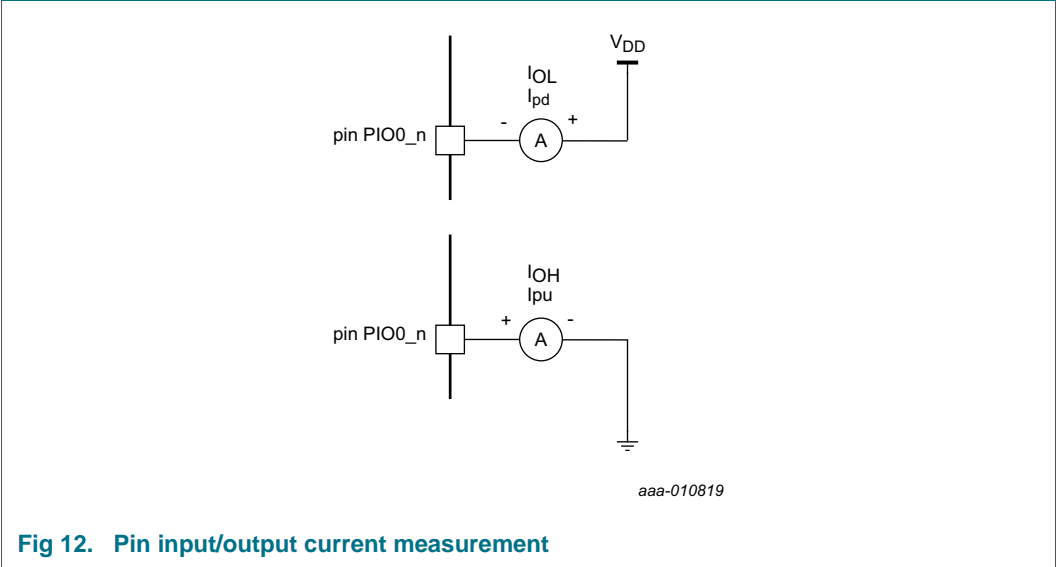 VDD
IOL
Ipd
- +
pin PIO0_n
A
IOH
Ipu
+ -
pin PIO0_n
A
aaa-010819
Fig 12. Pin input/output current measurement